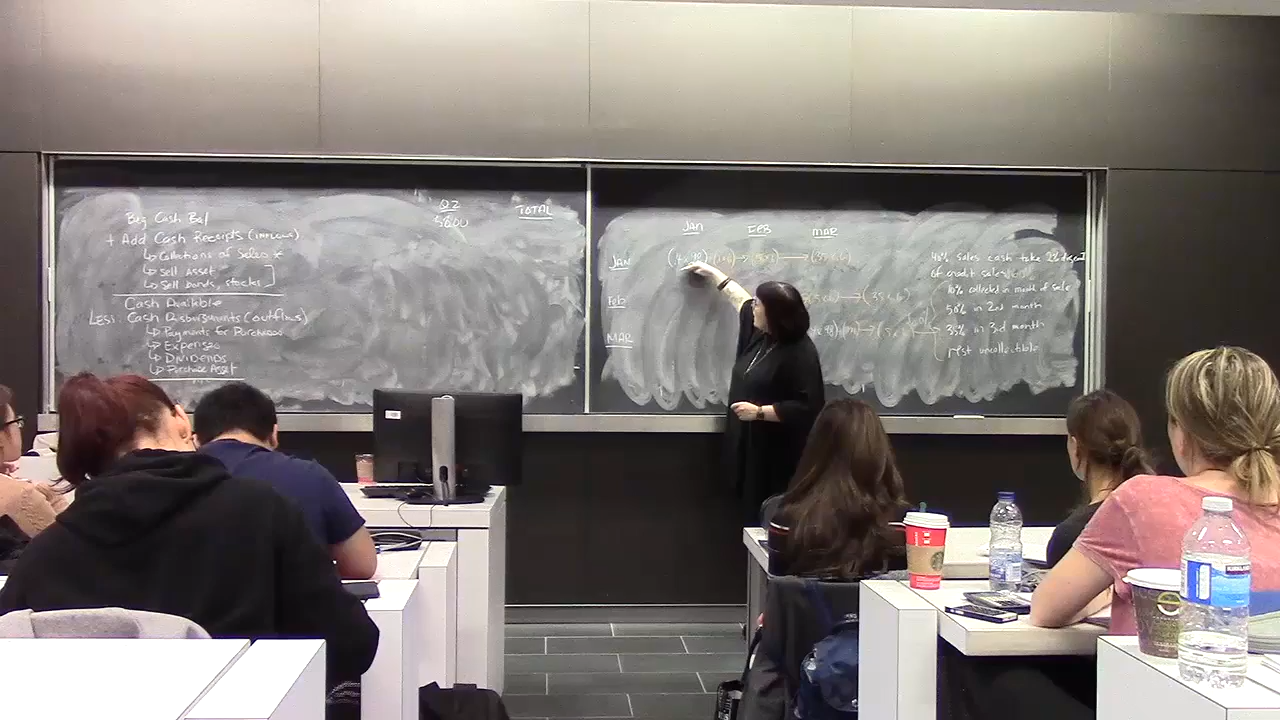 Beg Cash Bal
+ Add Cash Receipts (inflows)
↳ Collections of Sales *
↳ Sell Asset
↳ Sell bonds, stocks
Cash Available
Less: Cash Disbursments (outflows)
↳ Payments for Purchases
↳ Expenses
↳ Dividends
↳ Purchase Asset
Q2
TOTAL
JAN
FEB
MAR
JAN
Feb
MAR
40% sales cash take 2%
of credit sales
10% collected in month of sale
50% in 2nd month
35% in 3rd month
rest uncollectible